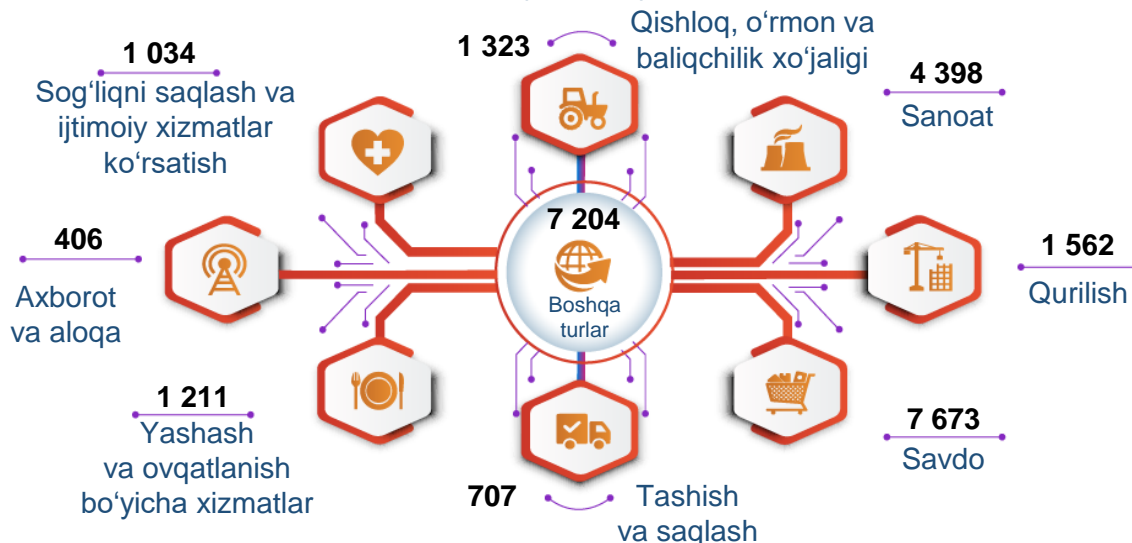 1 323
Qishloq, o‘rmon va
baliqchilik xo‘jaligi
1 034
Sog‘liqni saqlash va
ijtimoiy xizmatlar
ko‘rsatish
4 398
Sanoat
406
Axborot
va aloqa
7 204
Boshqa
turlar
1 562
Qurilish
1 211
Yashash
va ovqatlanish
bo‘yicha xizmatlar
707
Tashish
va saqlash
7 673
Savdo